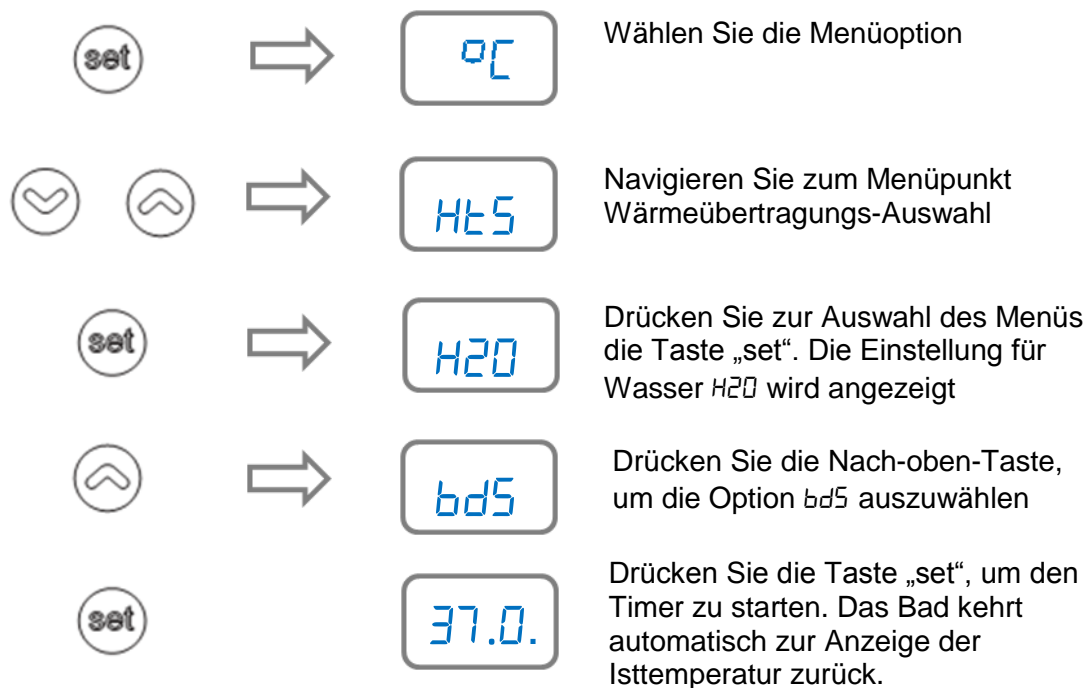 set
°C
Wählen Sie die Menüoption
HtS
Navigieren Sie zum Menüpunkt
Wärmeübertragungs-Auswahl
set
H2O
Drücken Sie zur Auswahl des Menüs
die Taste „set“. Die Einstellung für
Wasser H2O wird angezeigt
bdS
Drücken Sie die Nach-oben-Taste,
um die Option bdS auszuwählen
set
37.0.
Drücken Sie die Taste „set“, um den
Timer zu starten. Das Bad kehrt
automatisch zur Anzeige der
Isttemperatur zurück.